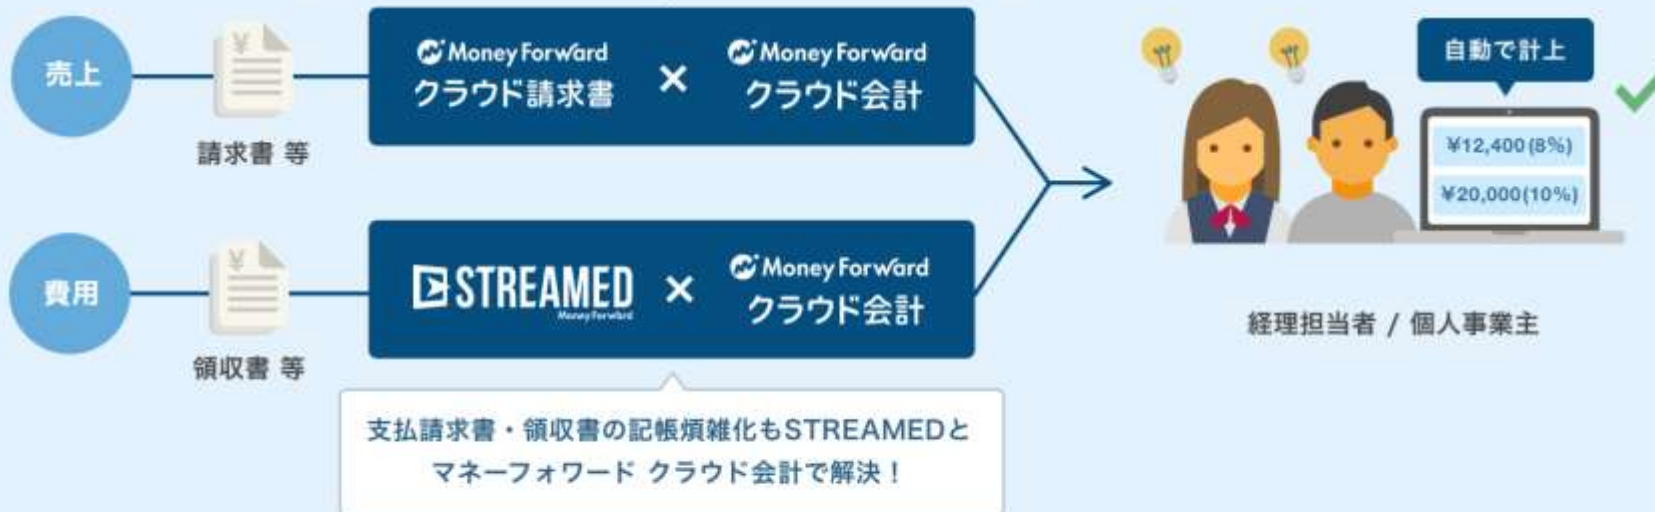 売上
¥
請求書 等
Money Forward
クラウド請求書
×
Money Forward
クラウド会計
費用
¥
領収書 等
STREAMED
Money Forward
×
Money Forward
クラウド会計
支払請求書・領収書の記帳煩雑化もSTREAMEDと
マネーフォワード クラウド会計で解決！
自動で計上
¥12,400(8%)
¥20,000(10%)
経理担当者 / 個人事業主